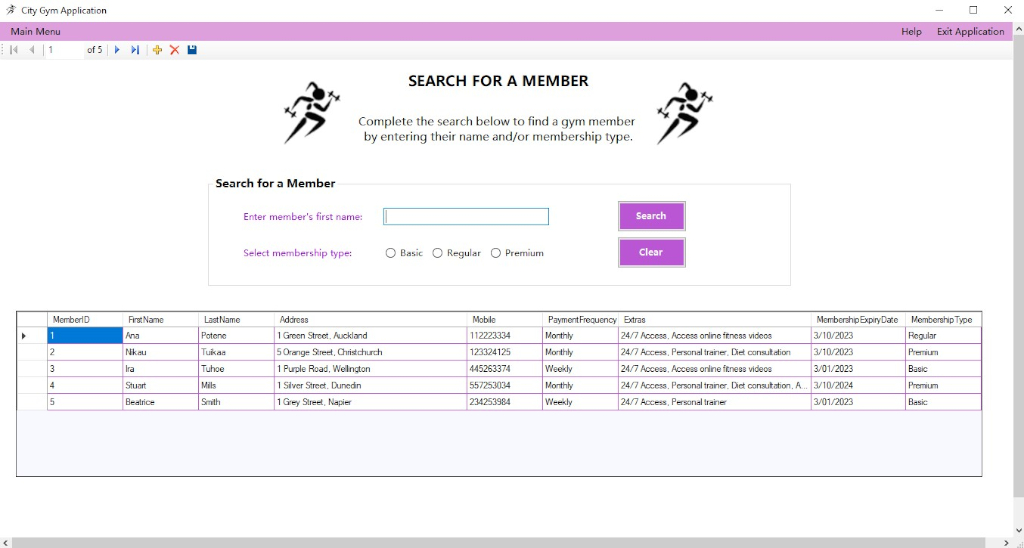 City Gym Application
Main Menu Help Exit Application
1 of 5
SEARCH FOR A MEMBER
Complete the search below to find a gym member
by entering their name and/or membership type.
Search for a Member
Enter member's first name: Search
Select membership type: Basic Regular Premium Clear
MemberID FirstName LastName Address Mobile PaymentFrequency Extras MembershipExpiryDate MembershipType
1 Ana Potene 1 Green Street, Auckland 112223334 Monthly 24/7 Access, Access online fitness videos 3/10/2023 Regular
2 Nikau Tuikaa 5 Orange Street, Christchurch 123324125 Monthly 24/7 Access, Personal trainer, Diet consultation 3/10/2023 Premium
3 Ira Tuhoe 1 Purple Road, Wellington 445263374 Weekly 24/7 Access, Access online fitness videos 3/01/2023 Basic
4 Stuart Mills 1 Silver Street, Dunedin 557253034 Monthly 24/7 Access, Personal trainer, Diet consultation, A... 3/10/2024 Premium
5 Beatrice Smith 1 Grey Street, Napier 234253984 Weekly 24/7 Access, Personal trainer 3/01/2023 Basic